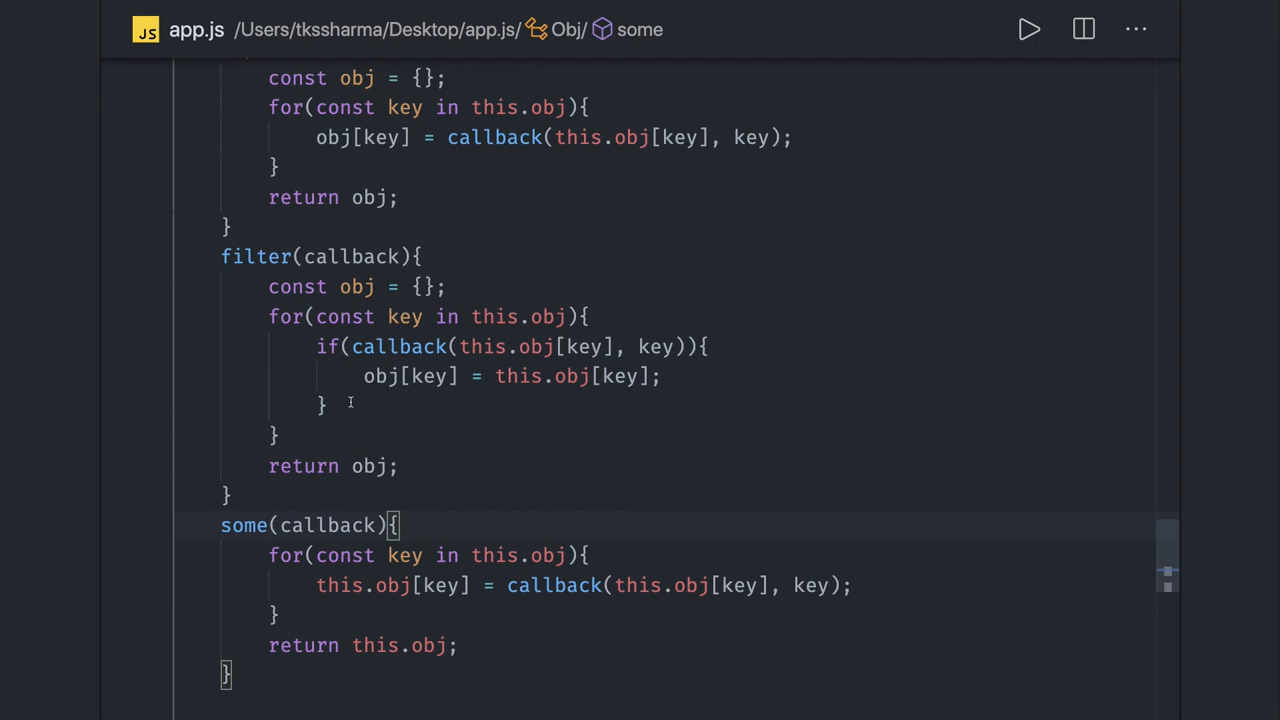 JS app.js /Users/tkssharma/Desktop/app.js/ Obj/ some
const obj = {};
for(const key in this.obj){
obj[key] = callback(this.obj[key], key);
}
return obj;
}
filter(callback){
const obj = {};
for(const key in this.obj){
if(callback(this.obj[key], key)){
obj[key] = this.obj[key];
}
}
return obj;
}
some(callback){
for(const key in this.obj){
this.obj[key] = callback(this.obj[key], key);
}
return this.obj;
}